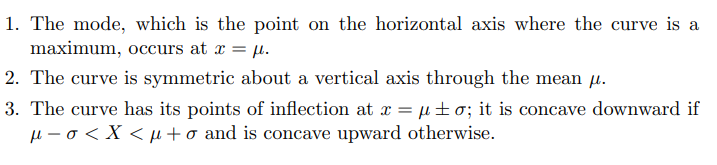 1. The mode, which is the point on the horizontal axis where the curve is a
maximum, occurs at x = μ.
2. The curve is symmetric about a vertical axis through the mean μ.
3. The curve has its points of inflection at x = μ ± σ; it is concave downward if
μ − σ < X < μ + σ and is concave upward otherwise.